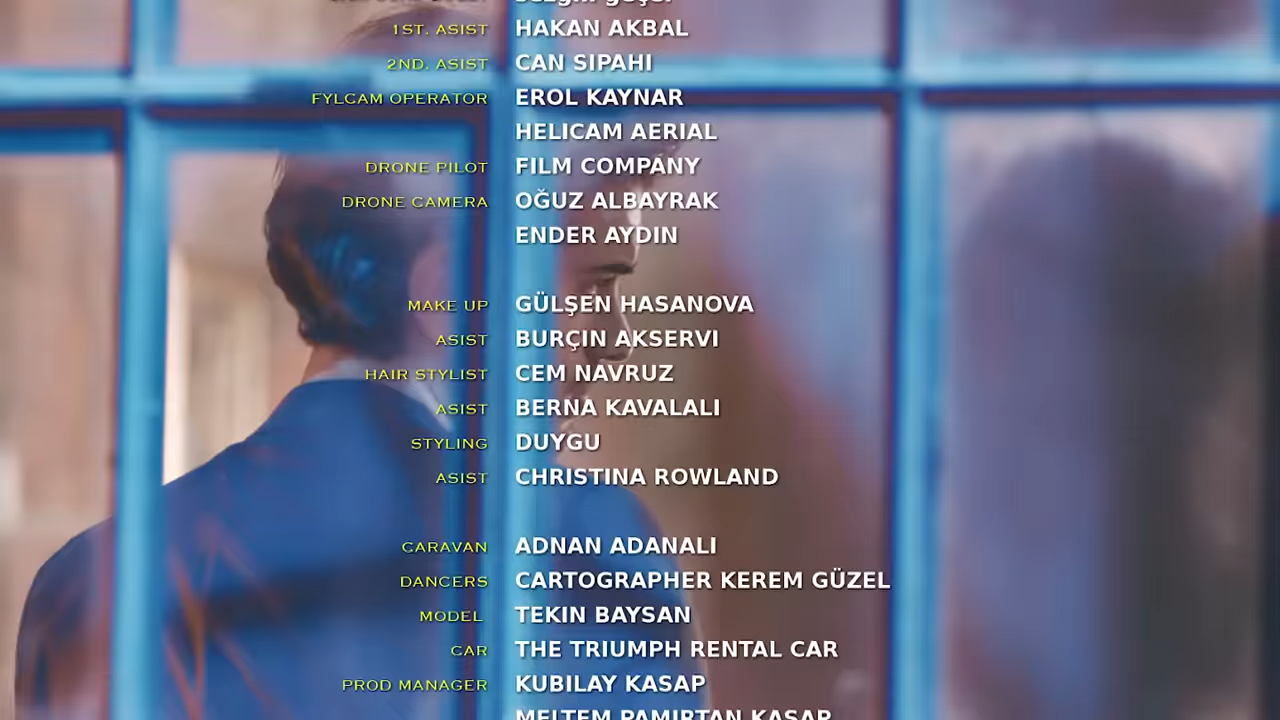 1ST. ASIST HAKAN AKBAL
2ND. ASIST CAN SIPAHI
FYLCAM OPERATOR EROL KAYNAR
HELICAM AERIAL
DRONE PILOT FILM COMPANY
DRONE CAMERA OĞUZ ALBAYRAK
ENDER AYDIN
MAKE UP GÜLŞEN HASANOVA
ASIST BURÇIN AKSERVI
HAIR STYLIST CEM NAVRUZ
ASIST BERNA KAVALALI
STYLING DUYGU
ASIST CHRISTINA ROWLAND
CARAVAN ADNAN ADANALI
DANCERS CARTOGRAPHER KEREM GÜZEL
MODEL TEKIN BAYSAN
CAR THE TRIUMPH RENTAL CAR
PROD MANAGER KUBILAY KASAP
MELTEM PAMIRTAN KASAP